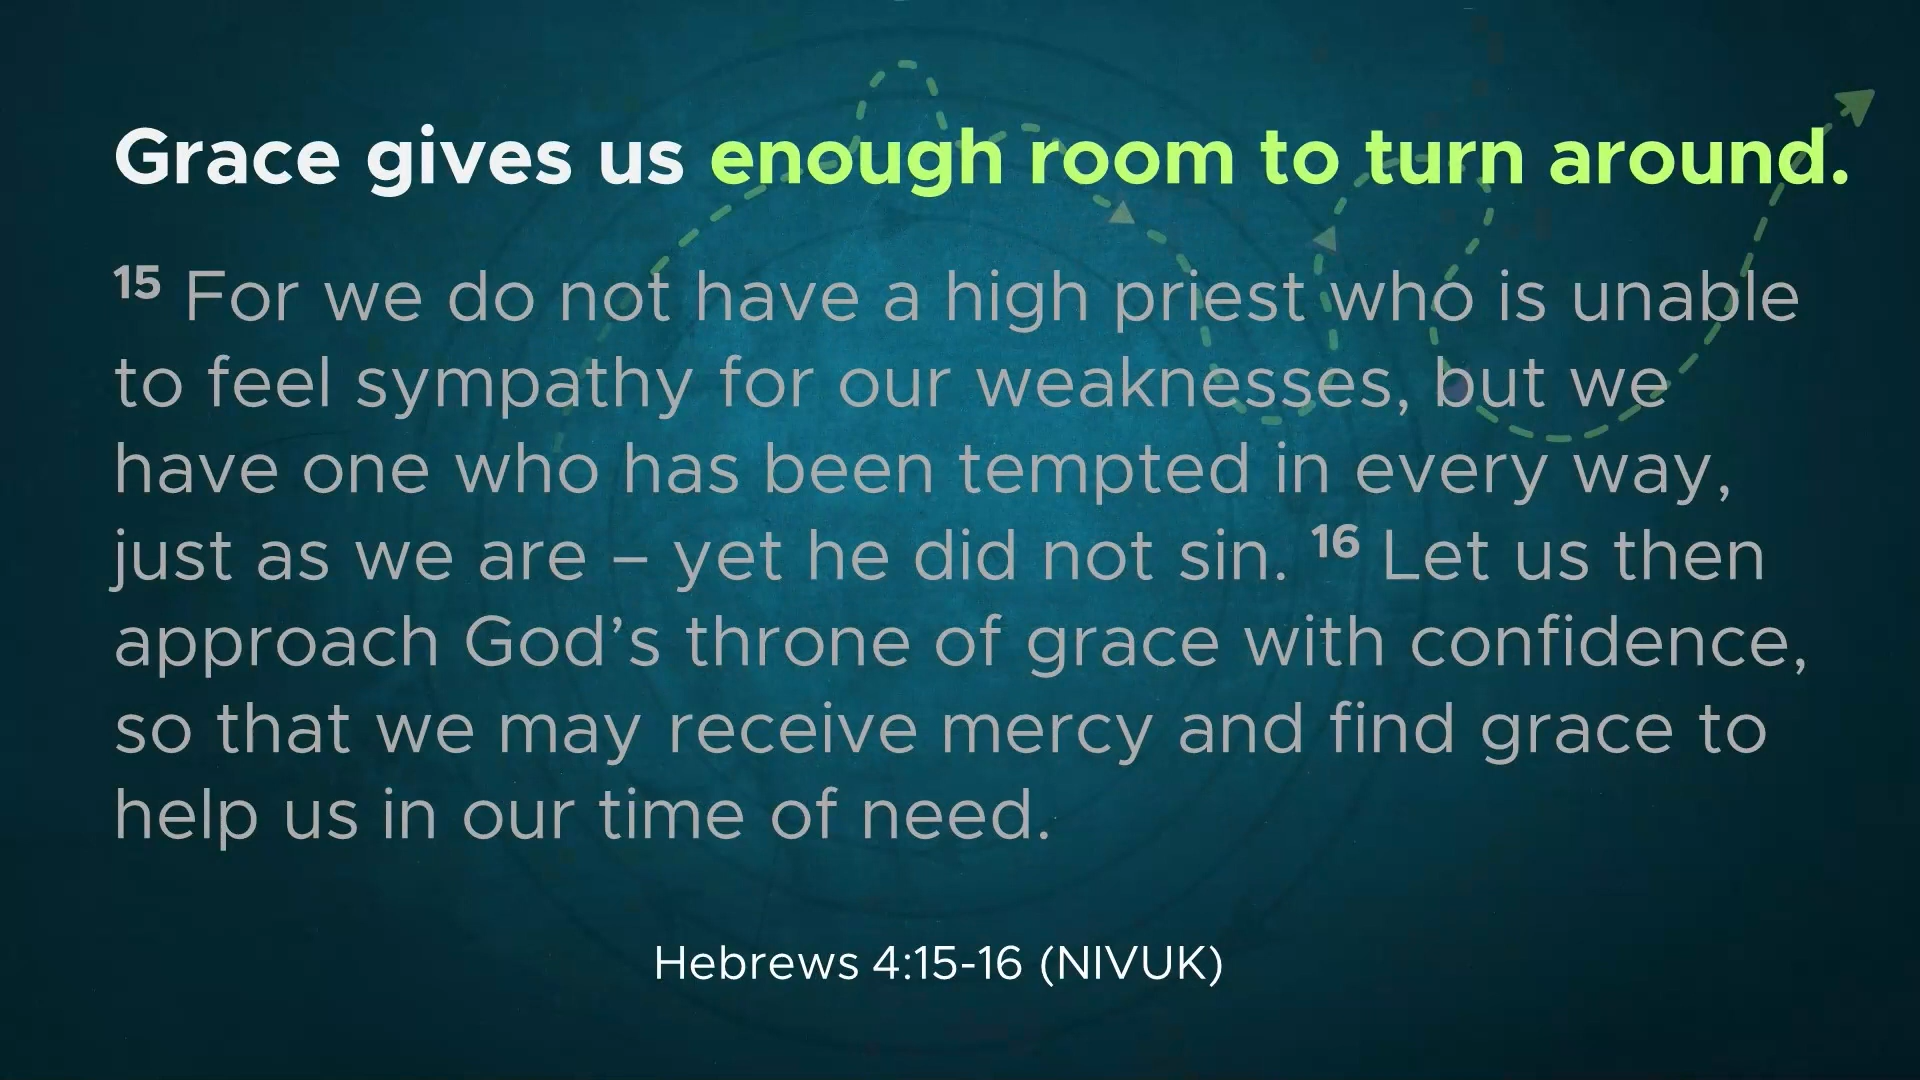 Grace gives us enough room to turn around.
15 For we do not have a high priest who is unable
to feel sympathy for our weaknesses, but we
have one who has been tempted in every way,
just as we are – yet he did not sin. 16 Let us then
approach God’s throne of grace with confidence,
so that we may receive mercy and find grace to
help us in our time of need.
Hebrews 4:15-16 (NIVUK)